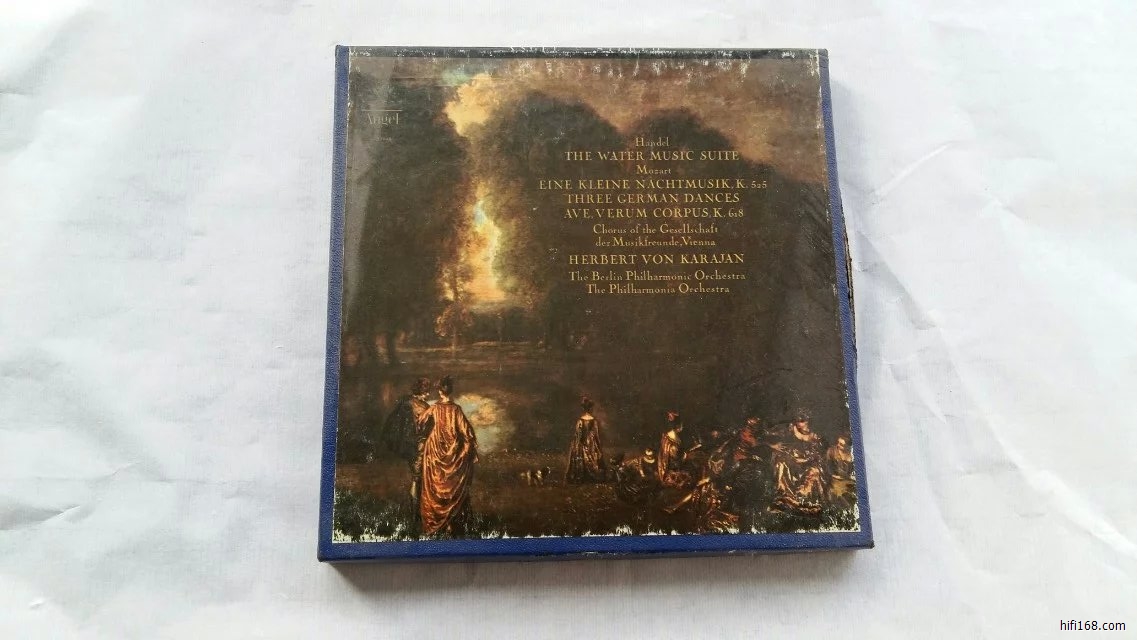 Angel
Handel
THE WATER MUSIC SUITE
Mozart
EINE KLEINE NACHTMUSIK, K. 525
THREE GERMAN DANCES
AVE, VERUM CORPUS, K. 618
Chorus of the Gesellschaft
der Musikfreunde, Vienna
HERBERT VON KARAJAN
The Berlin Philharmonic Orchestra
The Philharmonia Orchestra
hifi168.com